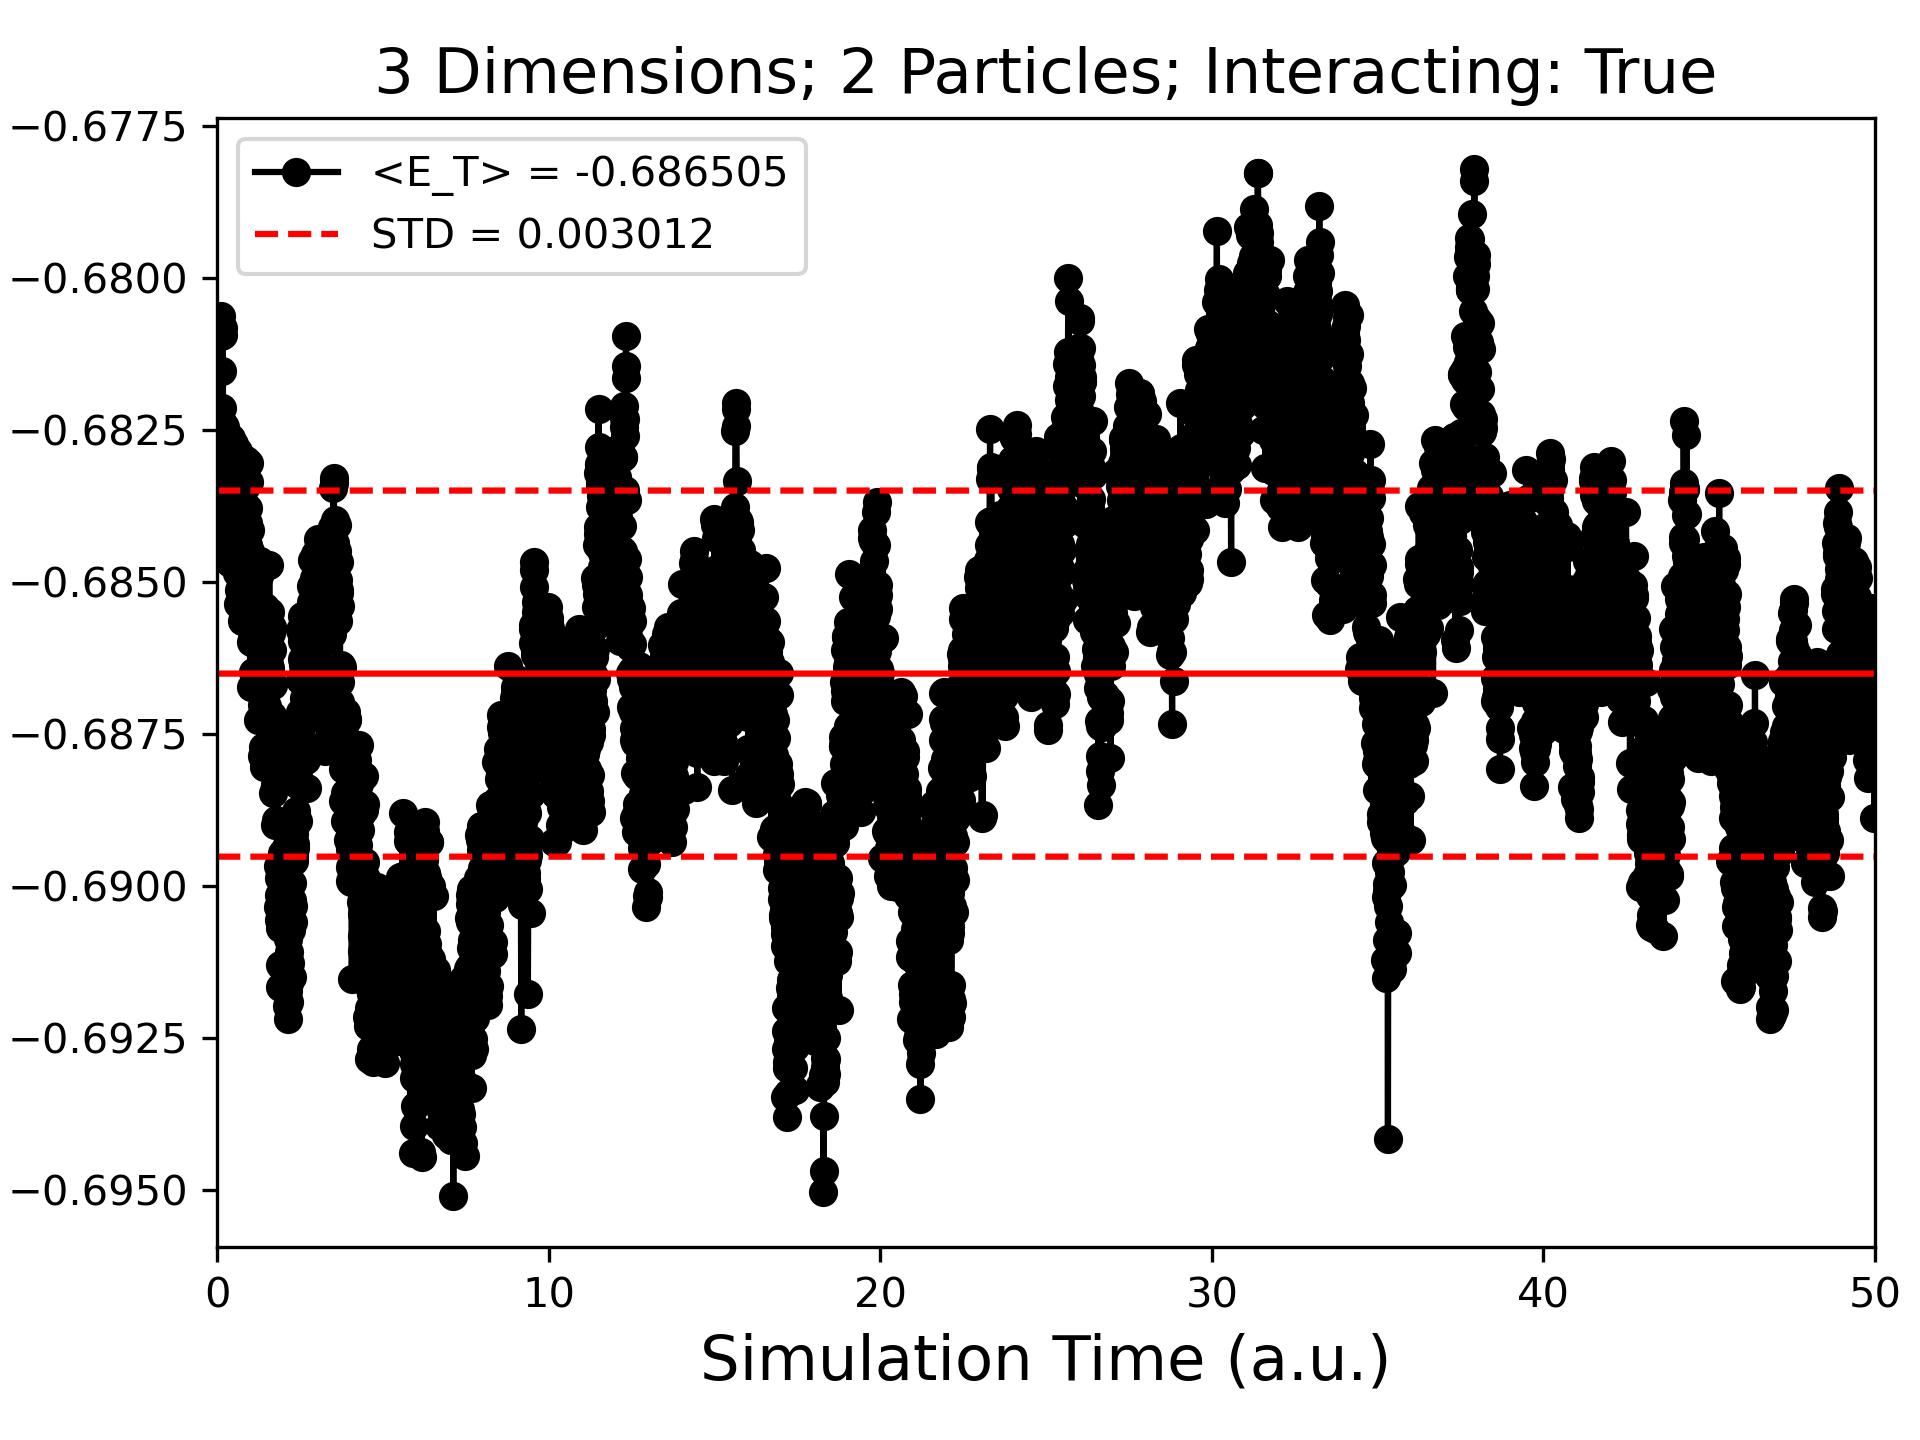 3 Dimensions; 2 Particles; Interacting: True
−0.6775
−0.6800
−0.6825
−0.6850
−0.6875
−0.6900
−0.6925
−0.6950
<E_T> = -0.686505
STD = 0.003012
0 10 20 30 40 50
Simulation Time (a.u.)